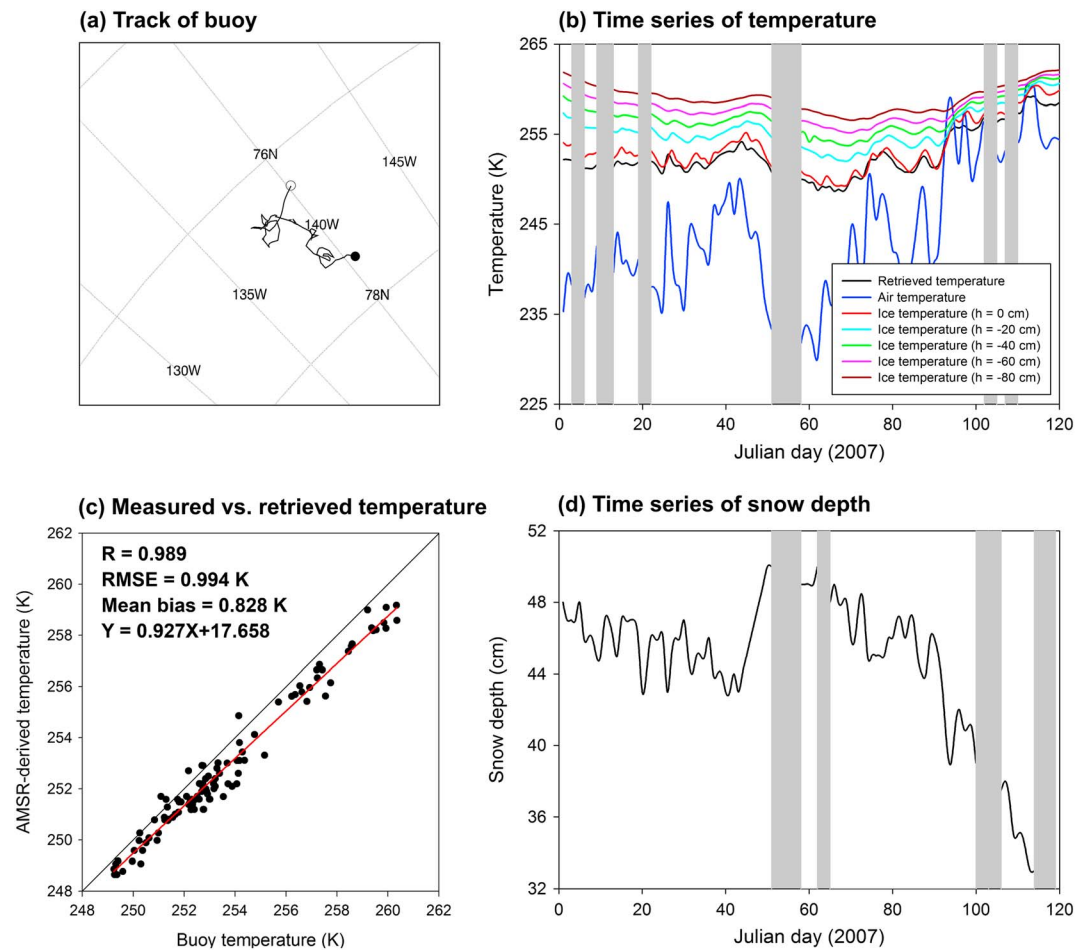 (a) Track of buoy
76N
145W
140W
135W
78N
130W
(b) Time series of temperature
265
255
245
235
225
Temperature (K)
Retrieved temperature
Air temperature
Ice temperature (h = 0 cm)
Ice temperature (h = -20 cm)
Ice temperature (h = -40 cm)
Ice temperature (h = -60 cm)
Ice temperature (h = -80 cm)
0 20 40 60 80 100 120
Julian day (2007)
(c) Measured vs. retrieved temperature
262
260
258
256
254
252
250
248
AMSR-derived temperature (K)
R = 0.989
RMSE = 0.994 K
Mean bias = 0.828 K
Y = 0.927X+17.658
248 250 252 254 256 258 260 262
Buoy temperature (K)
(d) Time series of snow depth
52
48
44
40
36
32
Snow depth (cm)
0 20 40 60 80 100 120
Julian day (2007)